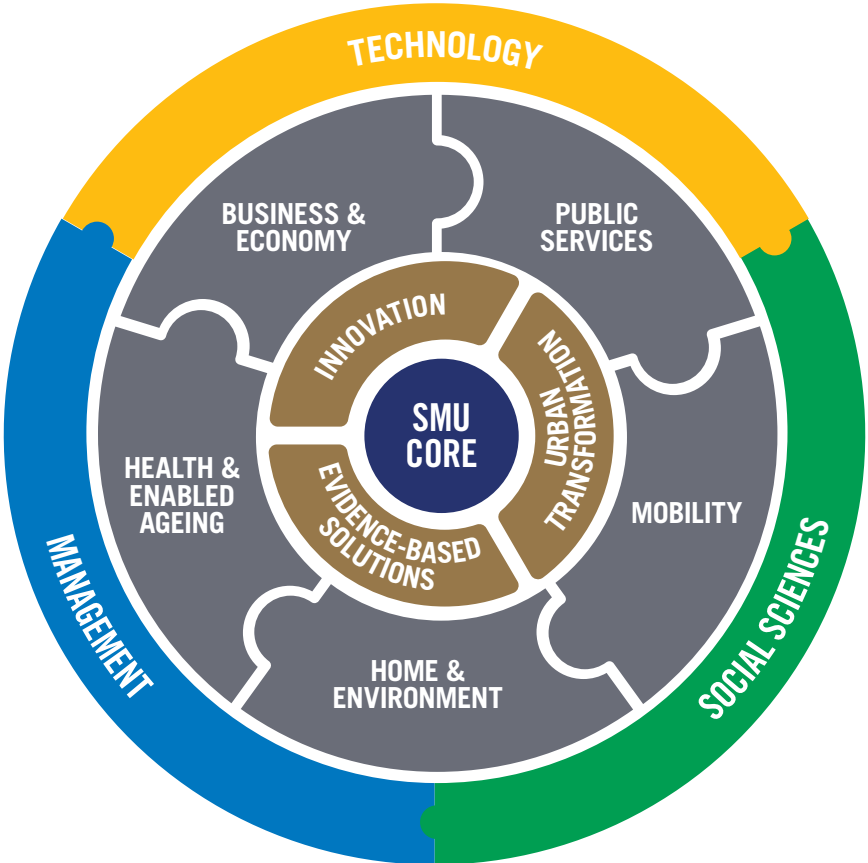 TECHNOLOGY
BUSINESS &
ECONOMY
PUBLIC
SERVICES
INNOVATION
URBAN
TRANSFORMATION
SMU
CORE
EVIDENCE-BASED
SOLUTIONS
HEALTH &
ENABLED
AGEING
MOBILITY
HOME &
ENVIRONMENT
MANAGEMENT
SOCIAL SCIENCES